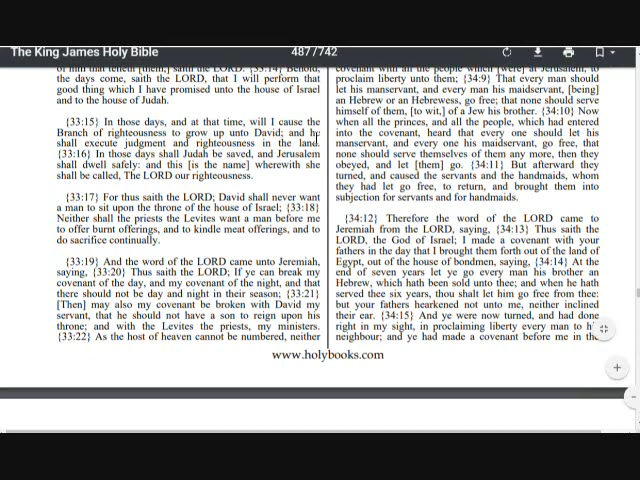 The King James Holy Bible
487/742
of him that telleth [them,] saith the LORD. {33:14} Behold,
the days come, saith the LORD, that I will perform that
good thing which I have promised unto the house of Israel
and to the house of Judah.
{33:15} In those days, and at that time, will I cause the
Branch of righteousness to grow up unto David; and he
shall execute judgment and righteousness in the land.
{33:16} In those days shall Judah be saved, and Jerusalem
shall dwell safely: and this [is the name] wherewith she
shall be called, The LORD our righteousness.
{33:17} For thus saith the LORD; David shall never want
a man to sit upon the throne of the house of Israel; {33:18}
Neither shall the priests the Levites want a man before me
to offer burnt offerings, and to kindle meat offerings, and to
do sacrifice continually.
{33:19} And the word of the LORD came unto Jeremiah,
saying, {33:20} Thus saith the LORD; If ye can break my
covenant of the day, and my covenant of the night, and that
there should not be day and night in their season; {33:21}
[Then] may also my covenant be broken with David my
servant, that he should not have a son to reign upon his
throne; and with the Levites the priests, my ministers.
{33:22} As the host of heaven cannot be numbered, neither
covenant with all the people which [were] at Jerusalem, to
proclaim liberty unto them; {34:9} That every man should
let his manservant, and every man his maidservant, [being]
an Hebrew or an Hebrewess, go free; that none should serve
himself of them, [to wit,] of a Jew his brother. {34:10} Now
when all the princes, and all the people, which had entered
into the covenant, heard that every one should let his
manservant, and every one his maidservant, go free, that
none should serve themselves of them any more, then they
obeyed, and let [them] go. {34:11} But afterward they
turned, and caused the servants and the handmaids, whom
they had let go free, to return, and brought them into
subjection for servants and for handmaids.
{34:12} Therefore the word of the LORD came to
Jeremiah from the LORD, saying, {34:13} Thus saith the
LORD, the God of Israel; I made a covenant with your
fathers in the day that I brought them forth out of the land of
Egypt, out of the house of bondmen, saying, {34:14} At the
end of seven years let ye go every man his brother an
Hebrew, which hath been sold unto thee; and when he hath
served thee six years, thou shalt let him go free from thee:
but your fathers hearkened not unto me, neither inclined
their ear. {34:15} And ye were now turned, and had done
right in my sight, in proclaiming liberty every man to
neighbour; and ye had made a covenant before me in the
www.holybooks.com